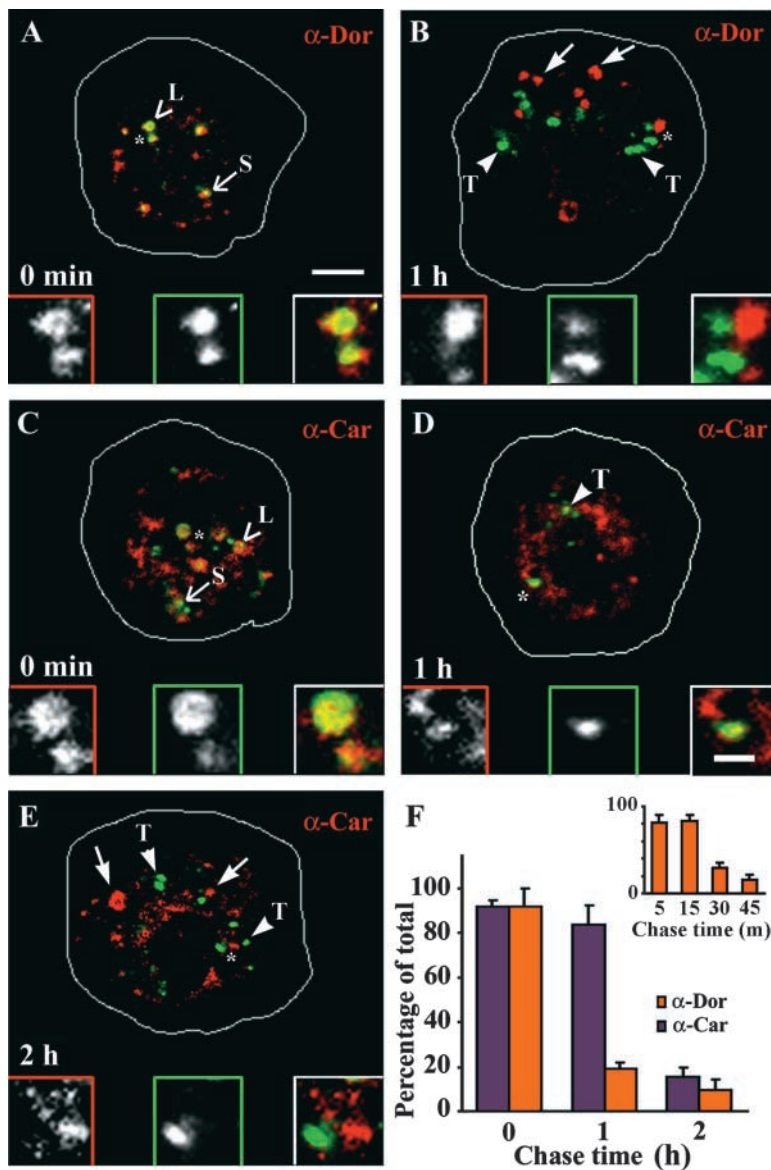 A α-Dor
L
*
S
0 min
B α-Dor
T * T
1 h
C α-Car
L
*
S
0 min
D α-Car
T
*
1 h
E α-Car
T
T
*
2 h
F
100
0
5 15 30 45
Chase time (m)
Percentage of total
100
80
60
40
20
0
α-Dor
α-Car
0 1 2
Chase time (h)